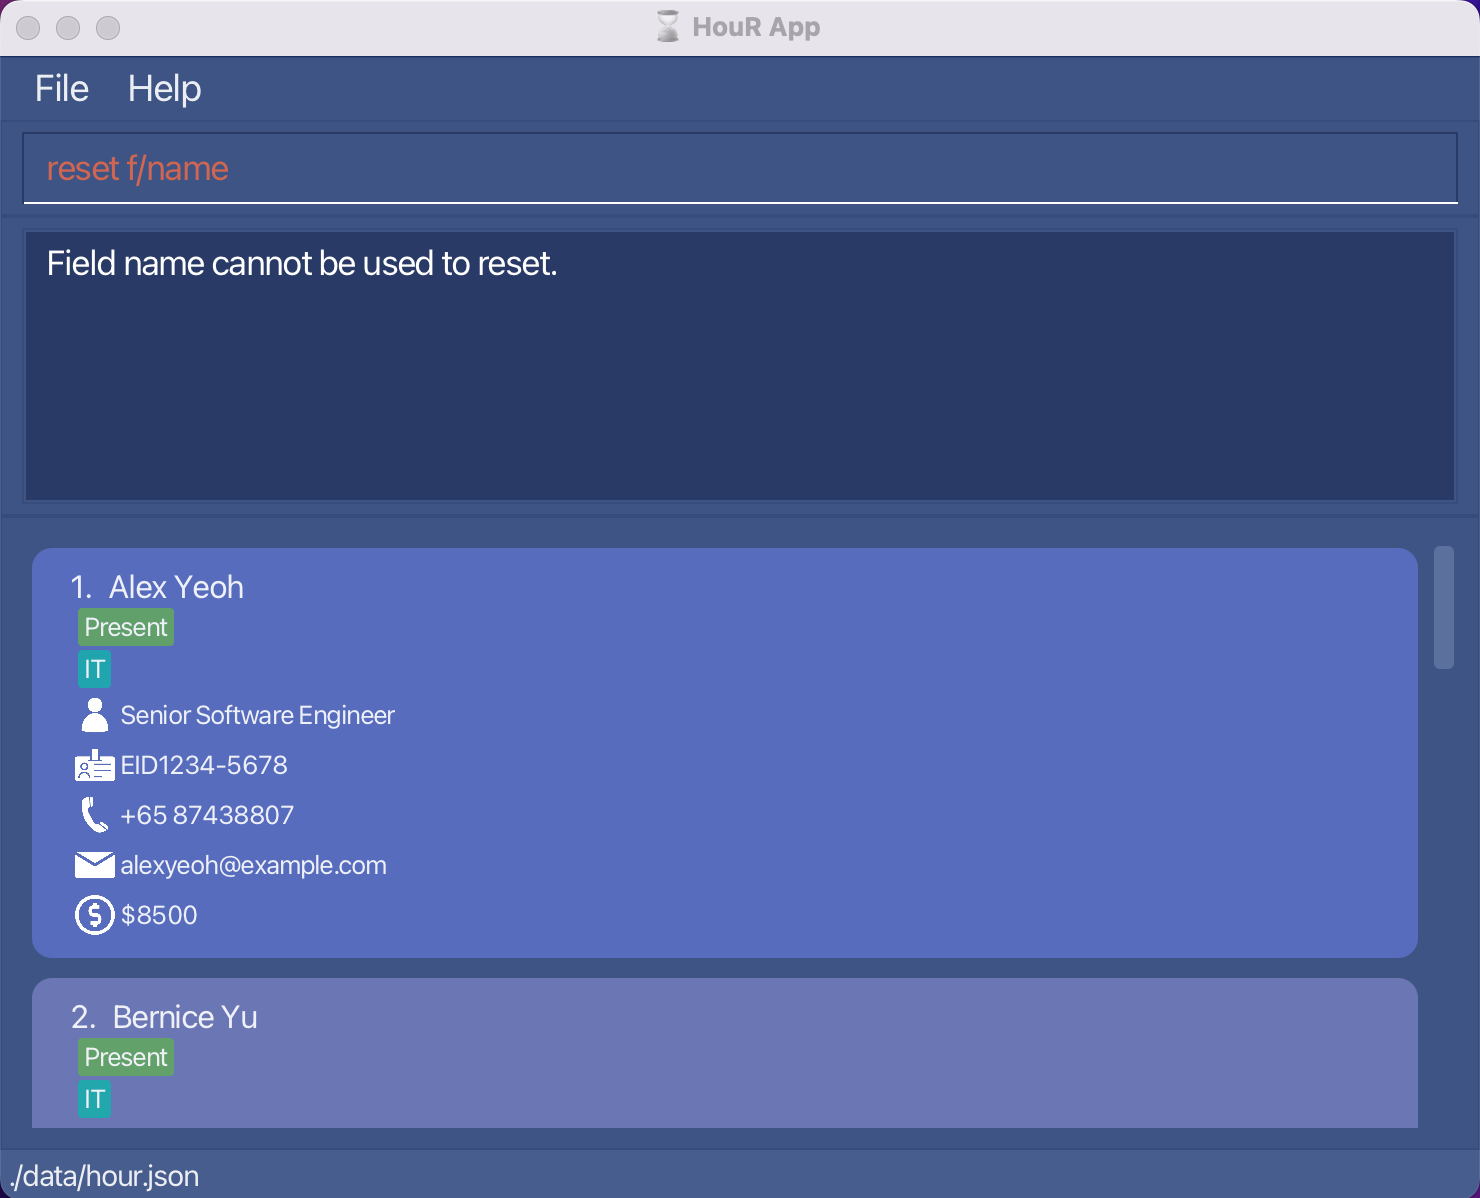 HouR App
File Help
reset f/name
Field name cannot be used to reset.
1. Alex Yeoh
Present
IT
Senior Software Engineer
EID1234-5678
+65 87438807
alexyeoh@example.com
$8500
2. Bernice Yu
Present
IT
./data/hour.json